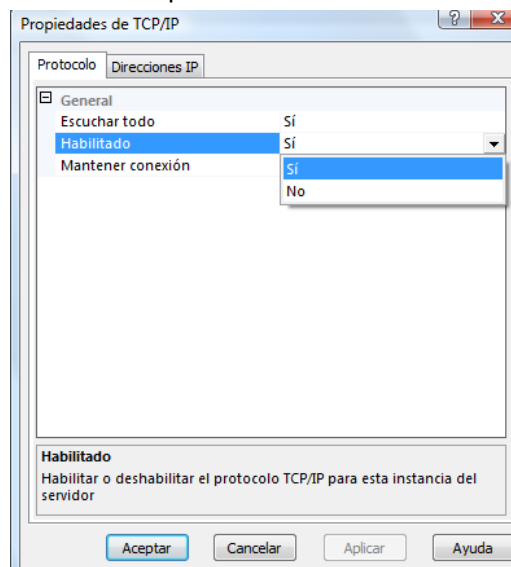 Propiedades de TCP/IP
Protocolo Direcciones IP
General
Escuchar todo Sí
Habilitado Sí
Mantener conexión Sí
No
Habilitado
Habilitar o deshabilitar el protocolo TCP/IP para esta instancia del
servidor
Aceptar Cancelar Aplicar Ayuda